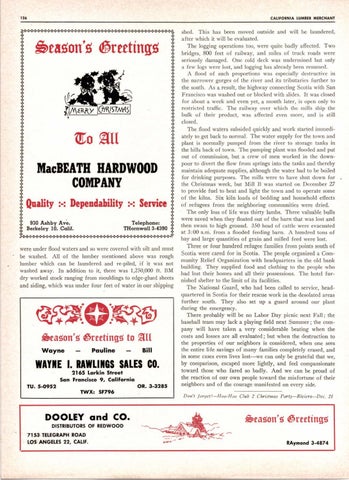 136
CALIFORNIA LUMBER MERCHANT
Season's Greetings
MERRY CHRISTMAS
To All
MacBEATH HARDWOOD
COMPANY
Quality :-: Dependability :-: Service
930 Ashby Ave.
Berkeley 10, Calif.
Telephone:
THornwall 3-4390
were under flood waters and so were covered with silt and must
be washed. All of the lumber mentioned above was rough
lumber which can be laundered, and re-piled, if it was not
washed away. In addition to it, there was 1,250,000 ft. BM
dry worked stock ranging from mouldings to edge-glued sheets
and siding, which was under four feet of water in our shipping
Season's Greetings to All
Wayne – Pauline – Bill
WAYNE I. RAWLINGS SALES CO.
2165 Larkin Street
San Francisco 9, California
TU. 5-0952
OR. 3-3285
TWX: SF796
shed. This has been moved outside and will be laundered,
after which it will be evaluated.
The logging operations too, were quite badly affected. Two
bridges, 800 feet of railway, and miles of truck roads were
seriously damaged. One cold deck was undermined but only
a few logs were lost, and logging has already been resumed.
A flood of such proportions was especially destructive in
the narrower gorges of the river and its tributaries further to
the south. As a result, the highway connecting Scotia with San
Francisco was washed out or blocked with slides. It was closed
for about a week and even yet, a month later, is open only to
restricted traffic. The railway over which the mills ship the
bulk of their product, was affected even more, and is still
closed.
The flood waters subsided quickly and work started immedi-
ately to get back to normal. The water supply for the town and
plant is normally pumped from the river to storage tanks in
the hills back of town. The pumping plant was flooded and put
out of commission, but a crew of men worked in the down-
pour to divert the flow from springs into the tanks and thereby
maintain adequate supplies, although the water had to be boiled
for drinking purposes. The mills were to have shut down for
the Christmas week, but Mill B was started on December 27
to provide fuel to heat and light the town and to operate some
of the kilns. Six kiln loads of bedding and household effects
of refugees from the neighboring communities were dried.
The only loss of life was thirty lambs. Three valuable bulls
were saved when they floated out of the barn that was lost and
then swam to high ground. 350 head of cattle were evacuated
at 3:00 a.m. from a flooded feeding barn. A hundred tons of
hay and large quantities of grain and milled feed were lost.
Three or four hundred refugee families from points south of
Scotia were cared for in Scotia. The people organized a Com-
munity Relief Organization with headquarters in the old bank
building. They supplied food and clothing to the people who
had lost their homes and all their possessions. The hotel fur-
nished shelter to the limit of its facilities.
The National Guard, who had been called to service, head-
quartered in Scotia for their rescue work in the desolated areas
further south. They also set up a guard around our plant
during the emergency.
There probably will be no Labor Day picnic next Fall; the
baseball team may lack a playing field next Summer; the com-
pany will have taken a very considerable beating when the
costs and losses are all evaluated; but when the destruction to
the properties of our neighbors is considered, when one sees
the entire life savings of many families completely erased, and
in some cases even lives lost—we can only be grateful that we,
by comparison, escaped more lightly, and feel compassionate
toward those who fared so badly. And we can be proud of
the reaction of our own people toward the misfortune of their
neighbors and of the courage manifested on every side.
Don't forget!—Hoo-Hoo Club 2 Christmas Party—Riviera—Dec. 21
DOOLEY and CO.
DISTRIBUTORS OF REDWOOD
7153 TELEGRAPH ROAD
LOS ANGELES 22, CALIF.
Season's Greetings
RAymond 3-4874